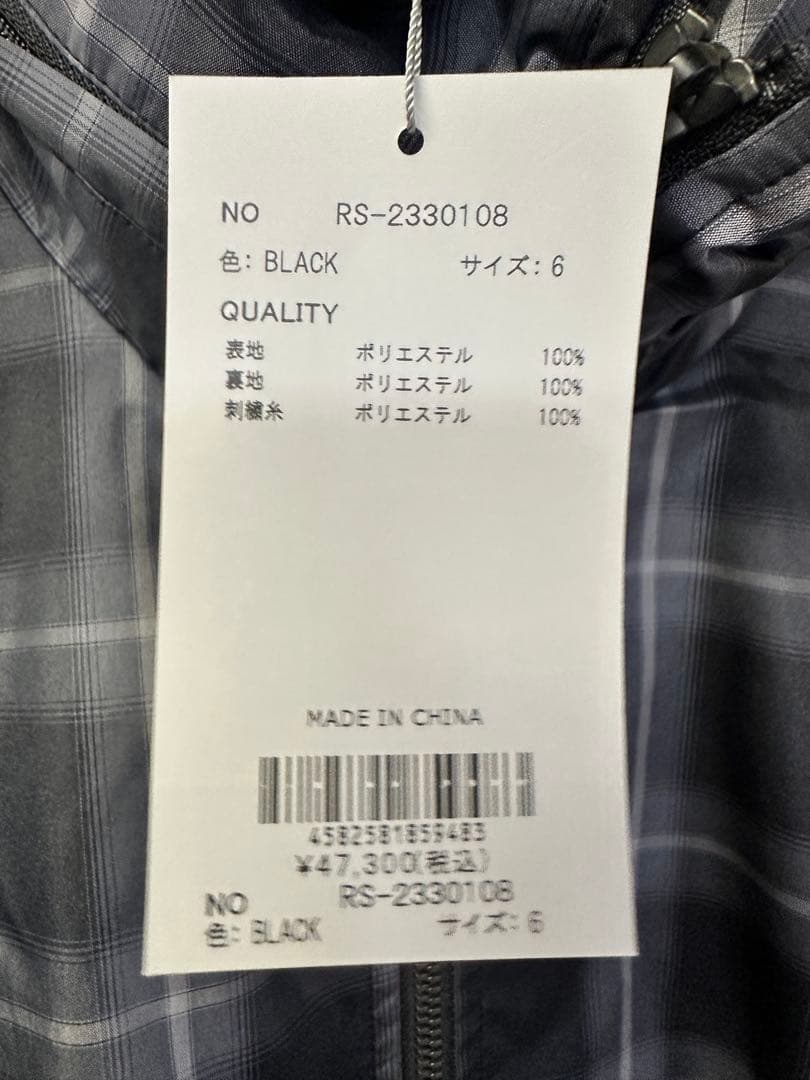 NO RS-2330108
色: BLACK サイズ: 6
QUALITY
表地 ポリエステル 100%
裏地 ポリエステル 100%
刺繍糸 ポリエステル 100%
MADE IN CHINA
4582581859483
¥47,300(税込)
NO RS-2330108
色: BLACK サイズ: 6